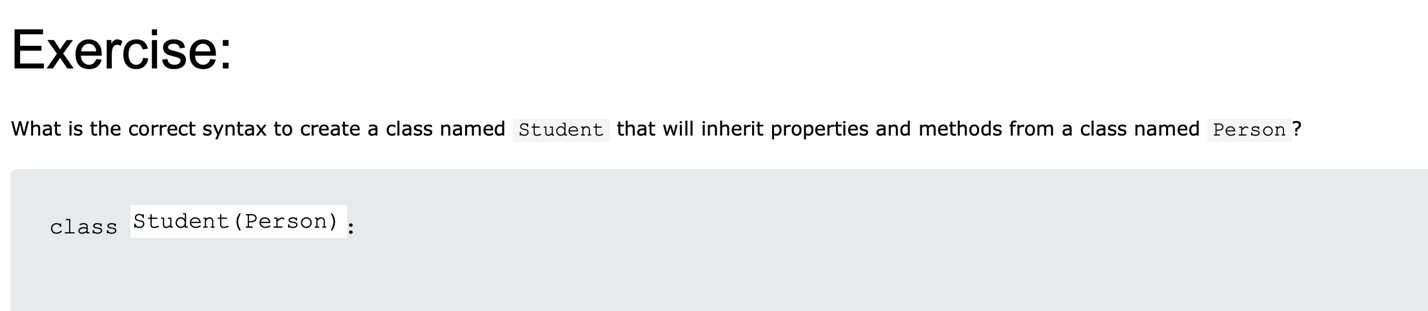 Exercise:
What is the correct syntax to create a class named Student that will inherit properties and methods from a class named Person?
class Student(Person):